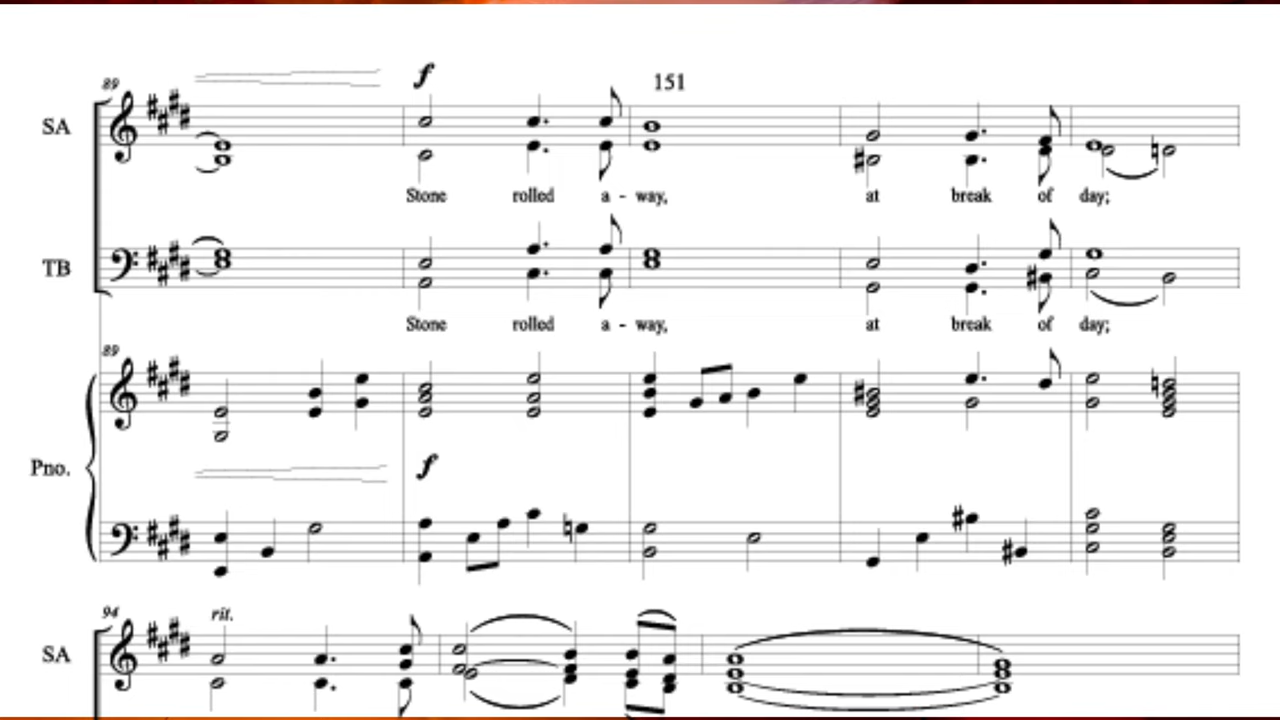 89
f
151
SA
Stone rolled a - way, at break of day;
TB
Stone rolled a - way, at break of day;
89
Pno.
f
94
rit.
SA